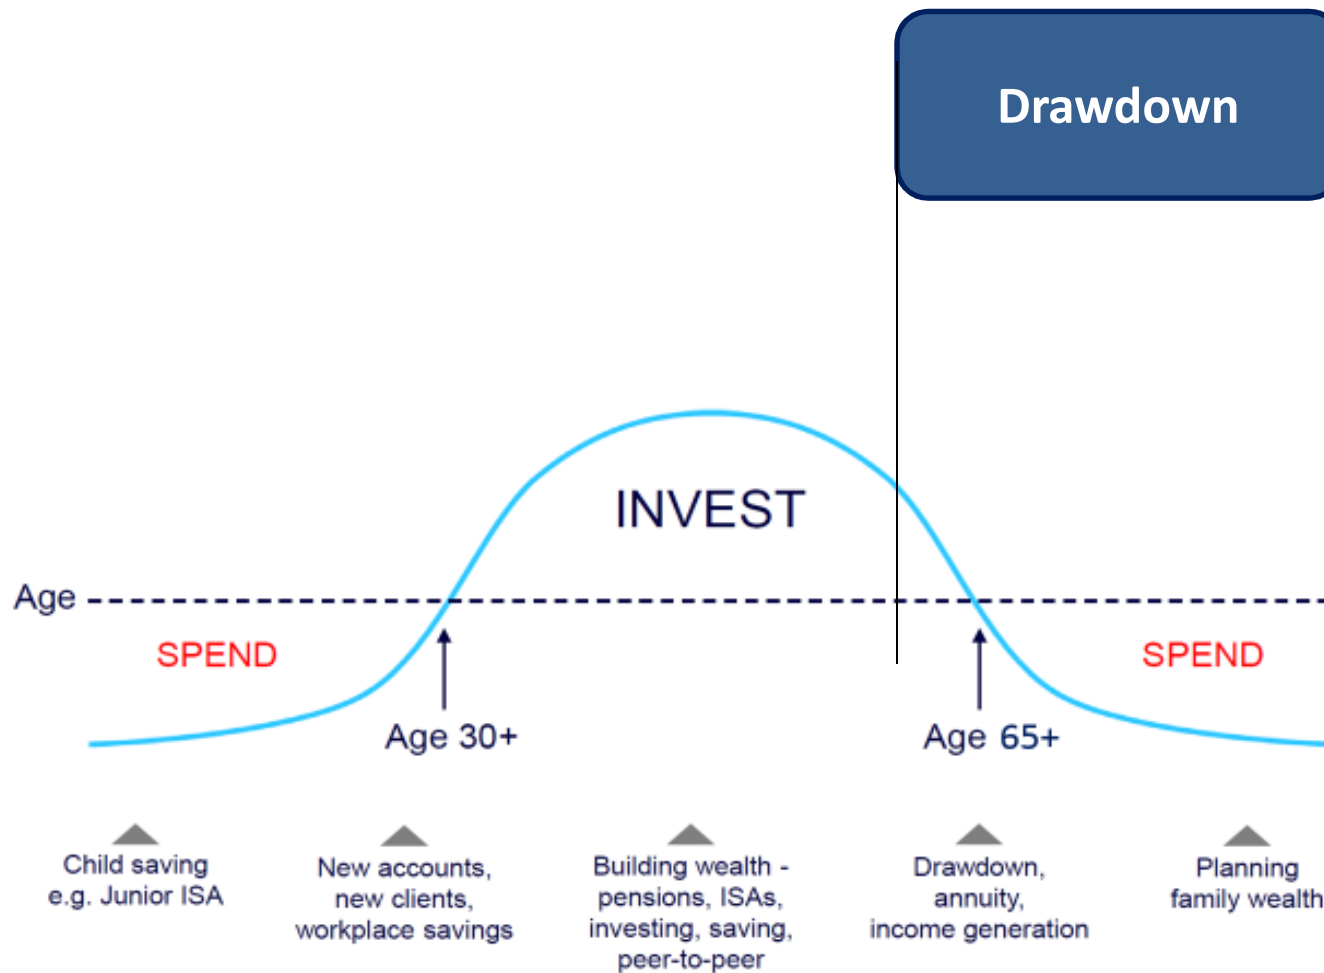 Drawdown
INVEST
Age
SPEND
SPEND
Age 30+
Age 65+
Child saving
e.g. Junior ISA
New accounts,
new clients,
workplace savings
Building wealth -
pensions, ISAs,
investing, saving,
peer-to-peer
Drawdown,
annuity,
income generation
Planning
family wealth